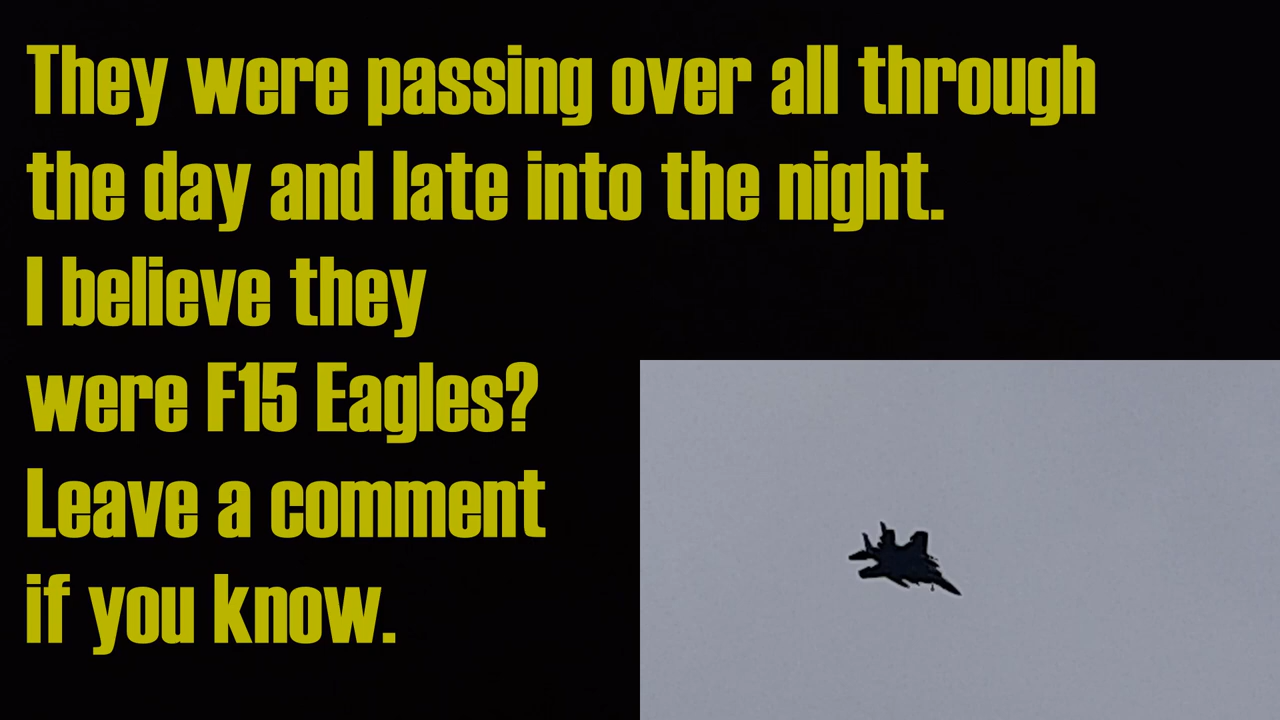 They were passing over all through
the day and late into the night.
I believe they
were F15 Eagles?
Leave a comment
if you know.